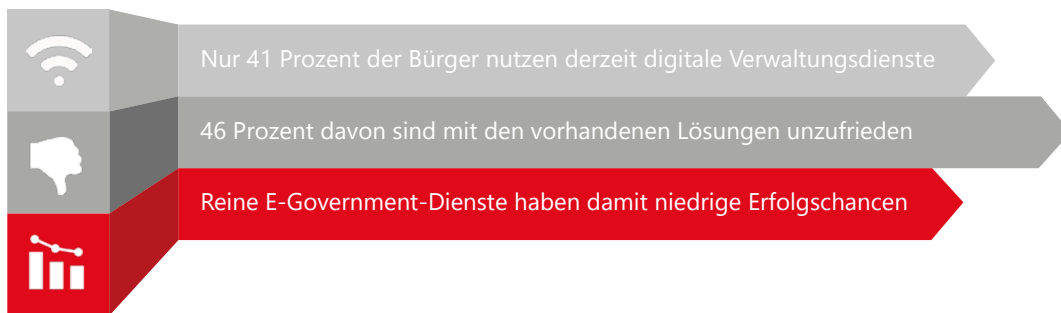 Nur 41 Prozent der Bürger nutzen derzeit digitale Verwaltungsdienste
46 Prozent davon sind mit den vorhandenen Lösungen unzufrieden
Reine E-Government-Dienste haben damit niedrige Erfolgschancen